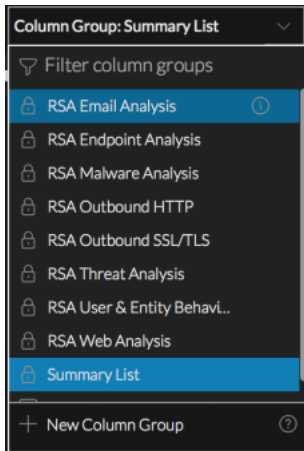 Column Group: Summary List
Filter column groups
RSA Email Analysis
RSA Endpoint Analysis
RSA Malware Analysis
RSA Outbound HTTP
RSA Outbound SSL/TLS
RSA Threat Analysis
RSA User & Entity Behavi...
RSA Web Analysis
Summary List
New Column Group